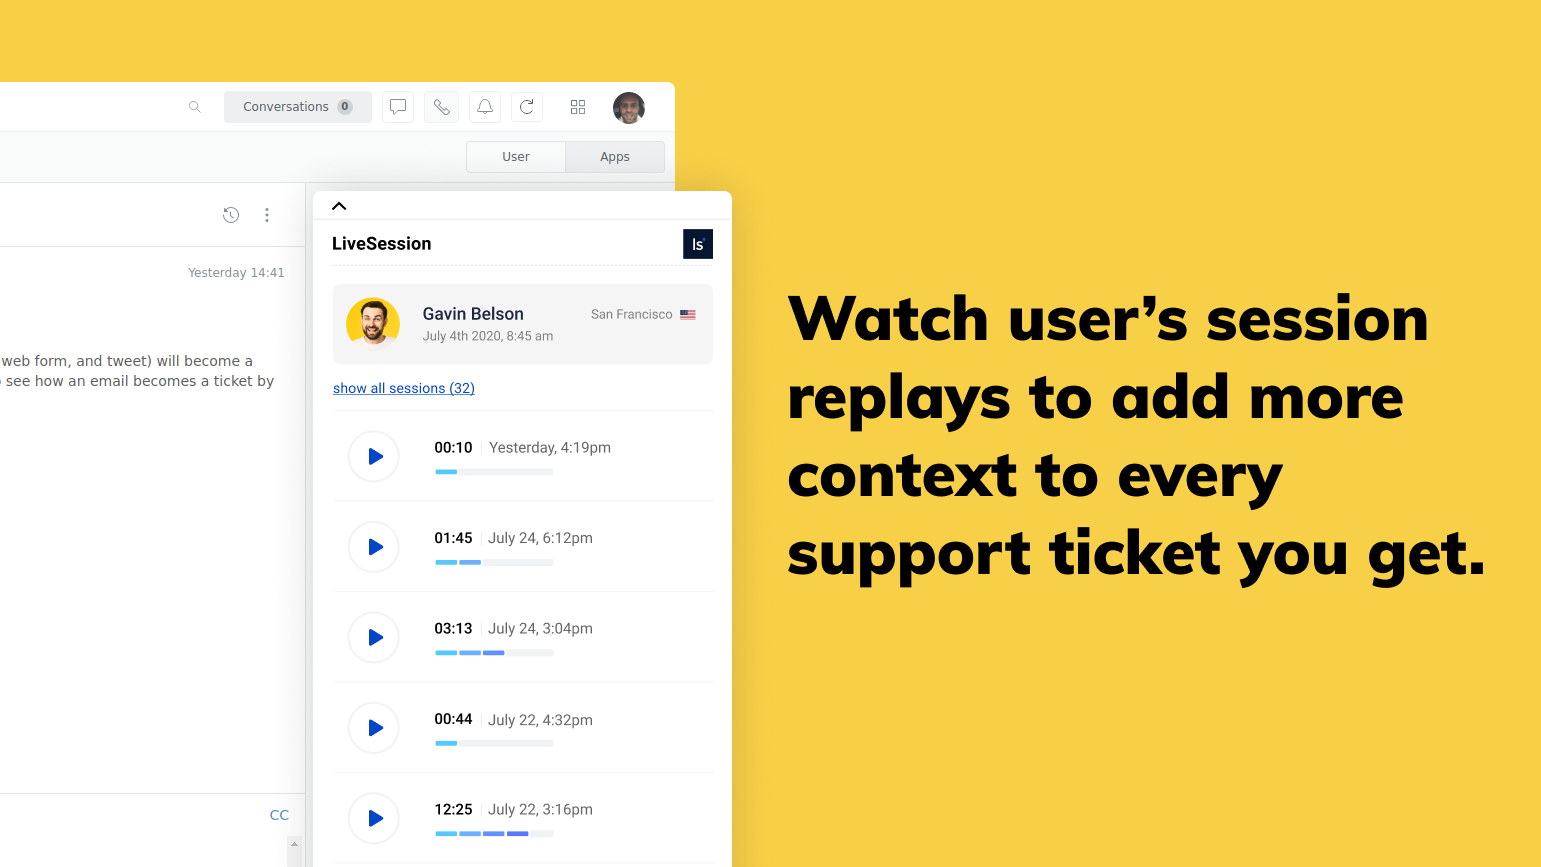 Conversations 0
User Apps
Yesterday 14:41
web form, and tweet) will become a
see how an email becomes a ticket by
CC
LiveSession
ls
Gavin Belson
San Francisco
July 4th 2020, 8:45 am
show all sessions (32)
00:10 Yesterday, 4:19pm
01:45 July 24, 6:12pm
03:13 July 24, 3:04pm
00:44 July 22, 4:32pm
12:25 July 22, 3:16pm
Watch user’s session
replays to add more
context to every
support ticket you get.